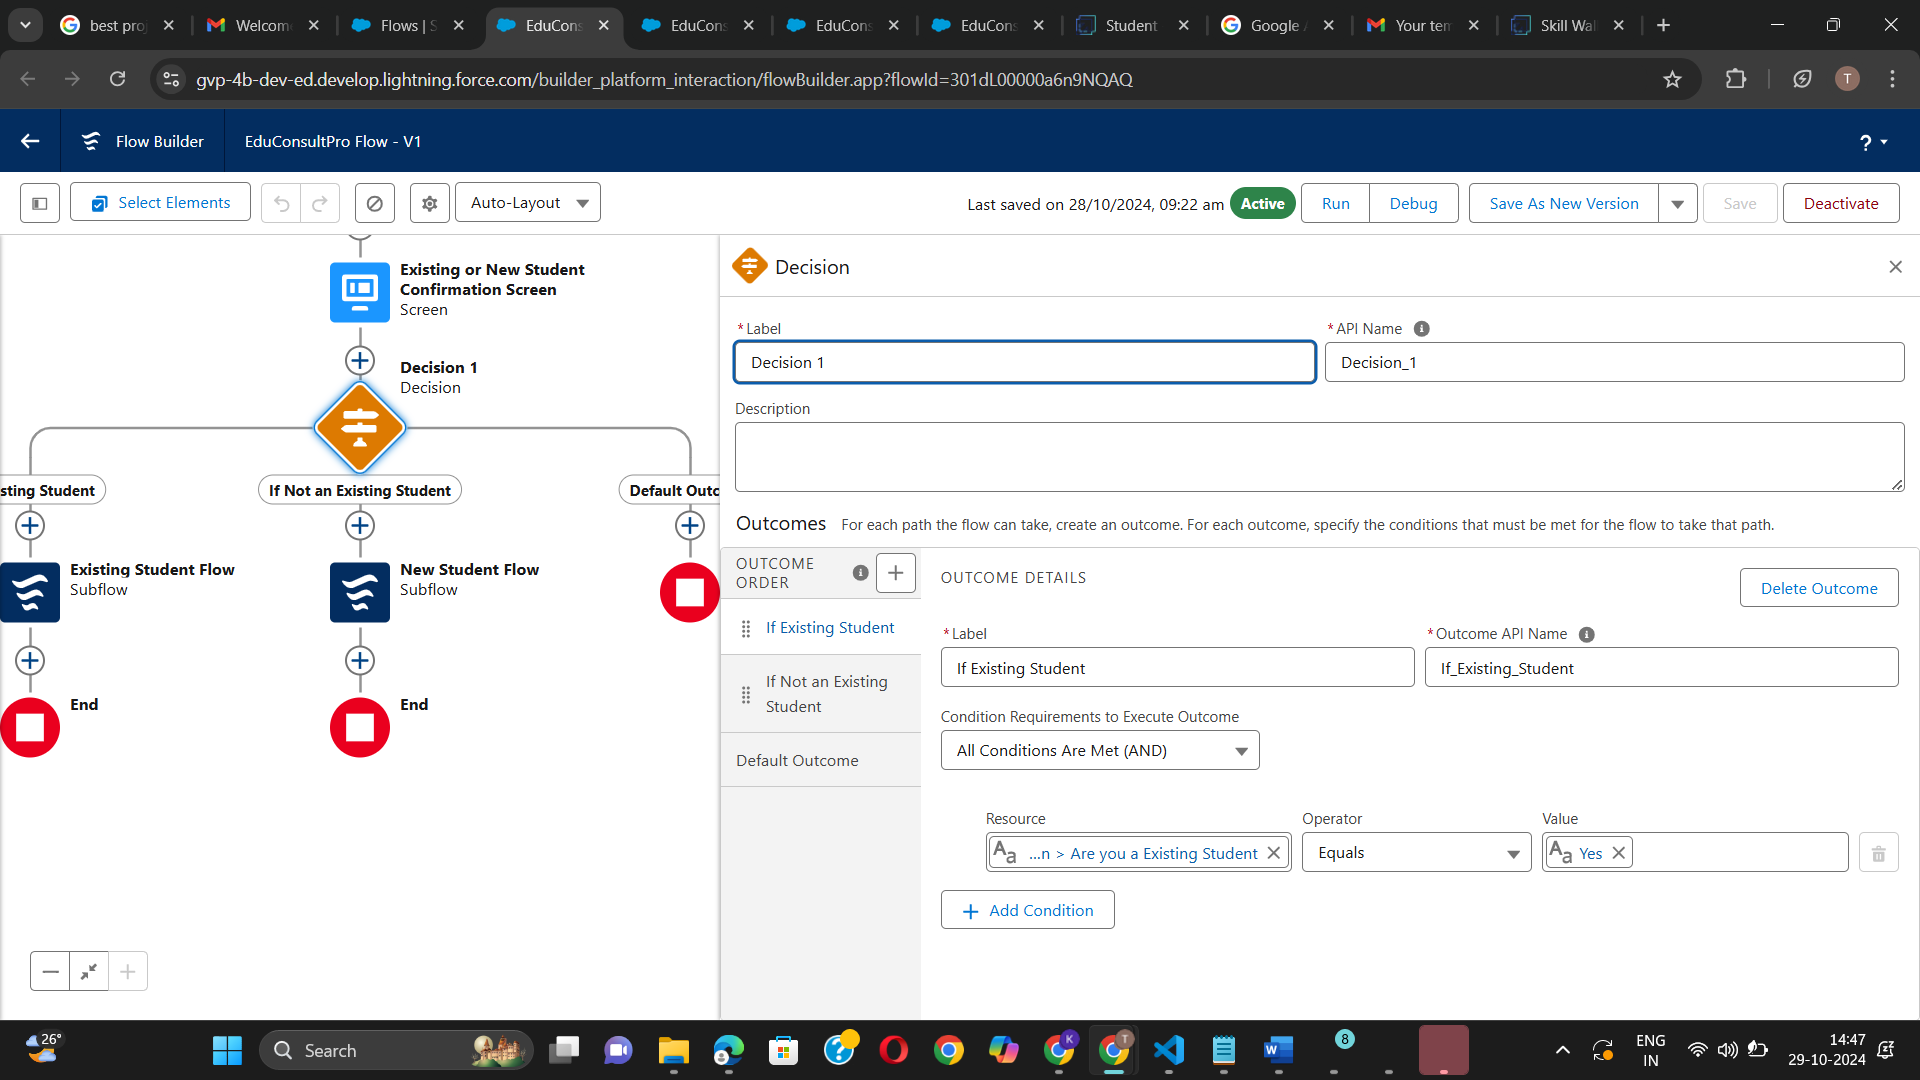 best pro
Welcom
Flows | S
EduCons
EduCons
EduCons
EduCons
Student
Google
Your tem
Skill Wal
gvp-4b-dev-ed.develop.lightning.force.com/builder_platform_interaction/flowBuilder.app?flowId=301dL00000a6n9NQAQ
T
Flow Builder
EduConsultPro Flow - V1
?
Select Elements
Auto-Layout
Last saved on 28/10/2024, 09:22 am
Active
Run
Debug
Save As New Version
Save
Deactivate
Existing or New Student
Confirmation Screen
Screen
Decision 1
Decision
sting Student
If Not an Existing Student
Default Outc
Existing Student Flow
Subflow
New Student Flow
Subflow
End
End
Decision
* Label
Decision 1
* API Name
Decision_1
Description
Outcomes
For each path the flow can take, create an outcome. For each outcome, specify the conditions that must be met for the flow to take that path.
OUTCOME
ORDER
If Existing Student
If Not an Existing
Student
Default Outcome
OUTCOME DETAILS
Delete Outcome
* Label
If Existing Student
* Outcome API Name
If_Existing_Student
Condition Requirements to Execute Outcome
All Conditions Are Met (AND)
Resource
Aa ...n > Are you a Existing Student
Operator
Equals
Value
Aa Yes
Add Condition
26°
Search
K
T
8
ENG
IN
14:47
29-10-2024